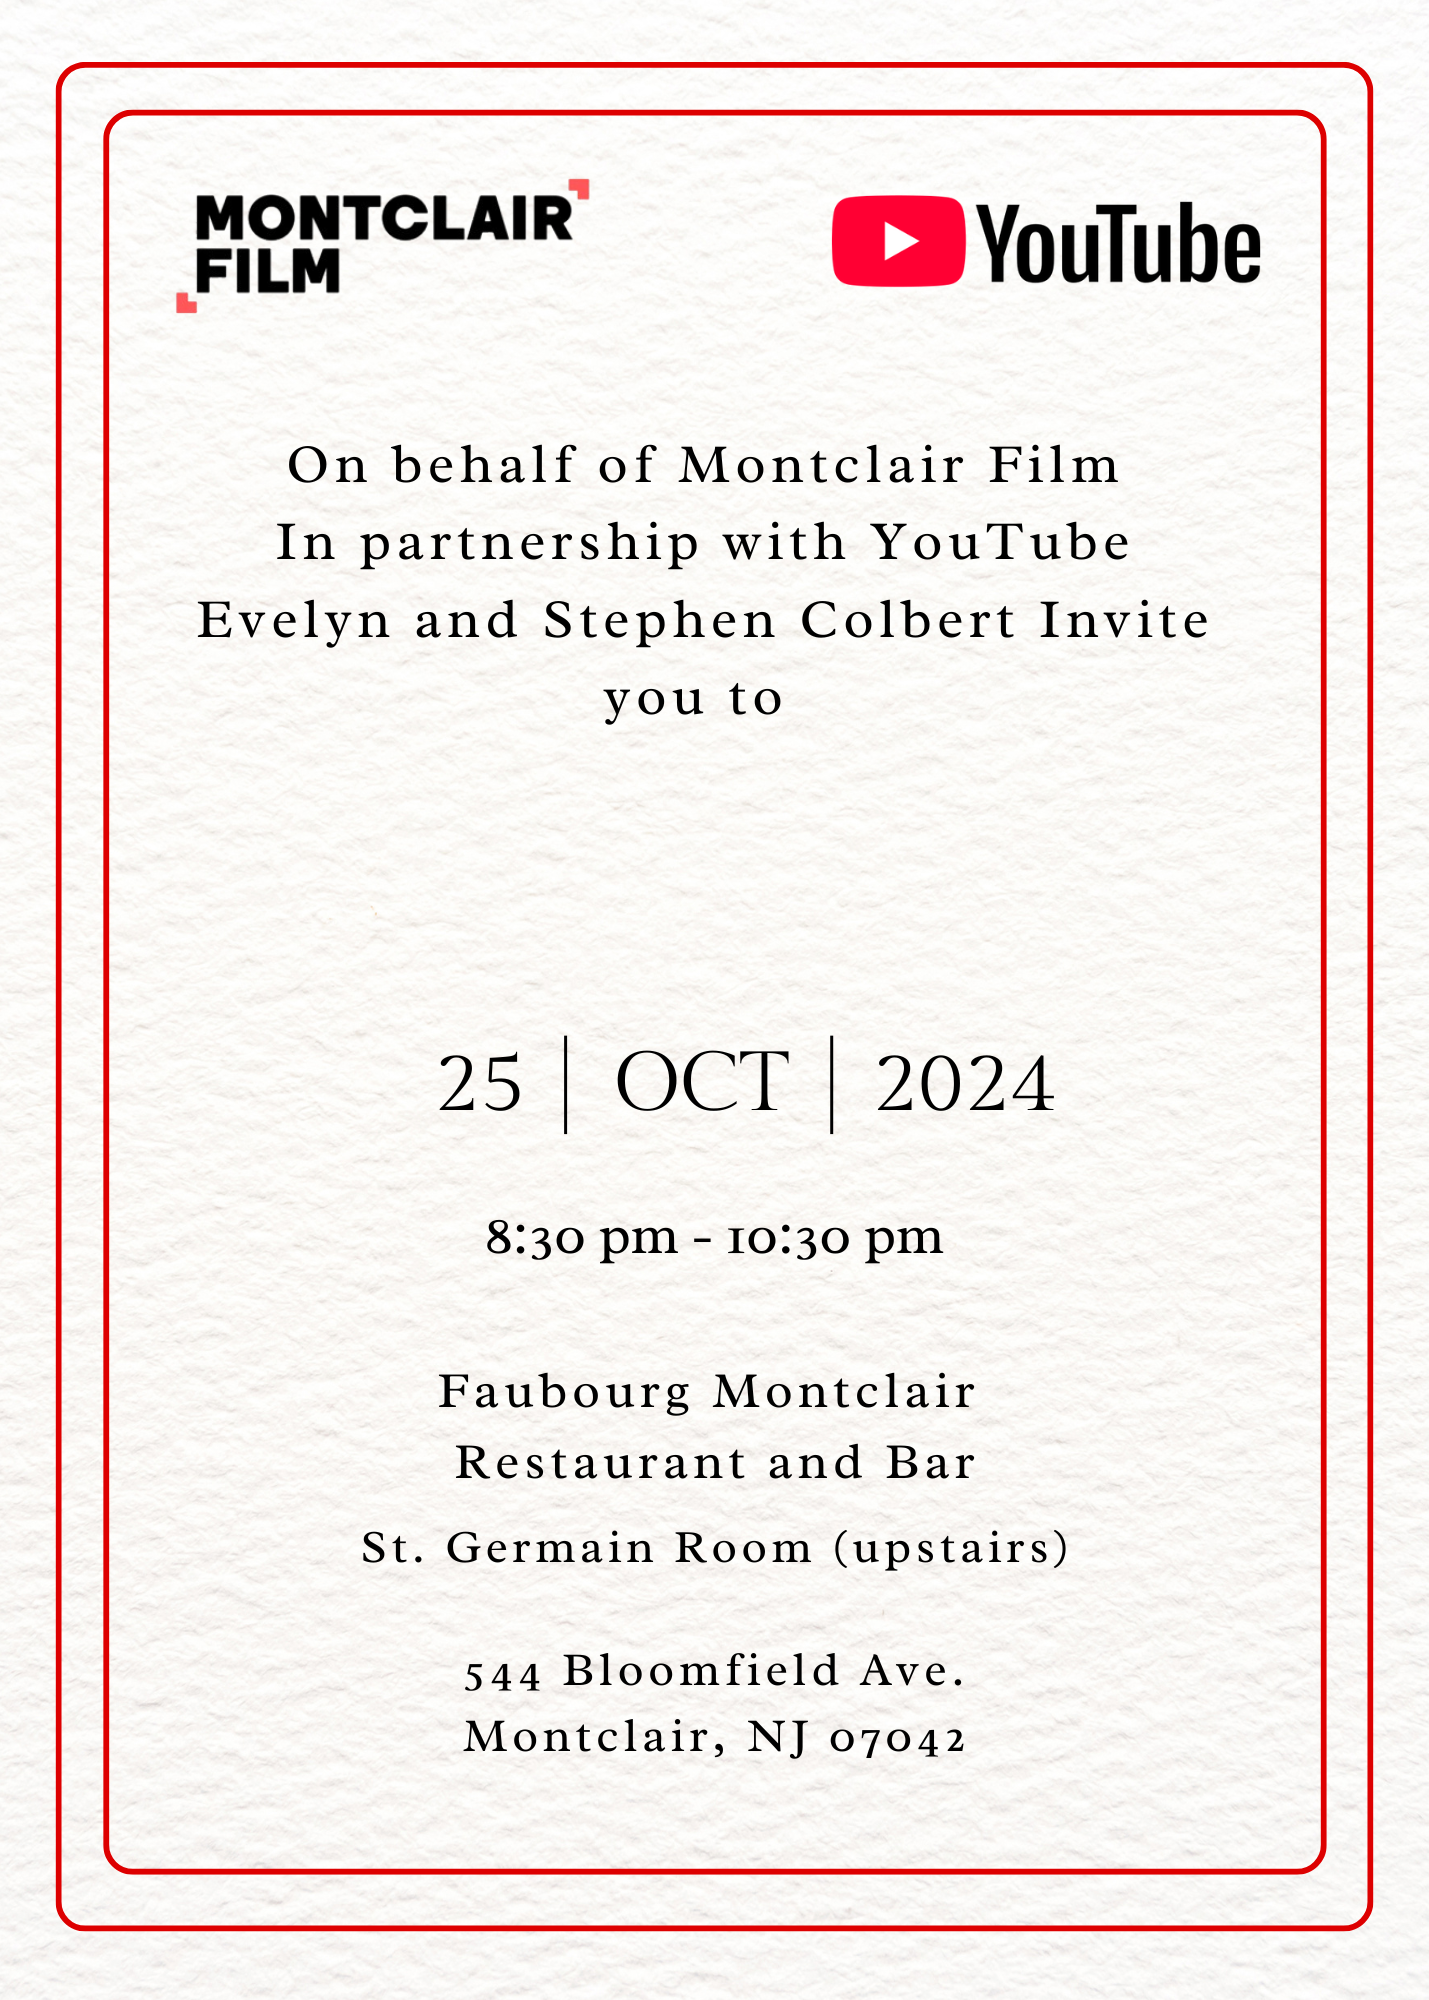 MONTCLAIR
FILM
YouTube
On behalf of Montclair Film
In partnership with YouTube
Evelyn and Stephen Colbert Invite
you to
25 | OCT | 2024
8:30 pm - 10:30 pm
Faubourg Montclair
Restaurant and Bar
St. Germain Room (upstairs)
544 Bloomfield Ave.
Montclair, NJ 07042